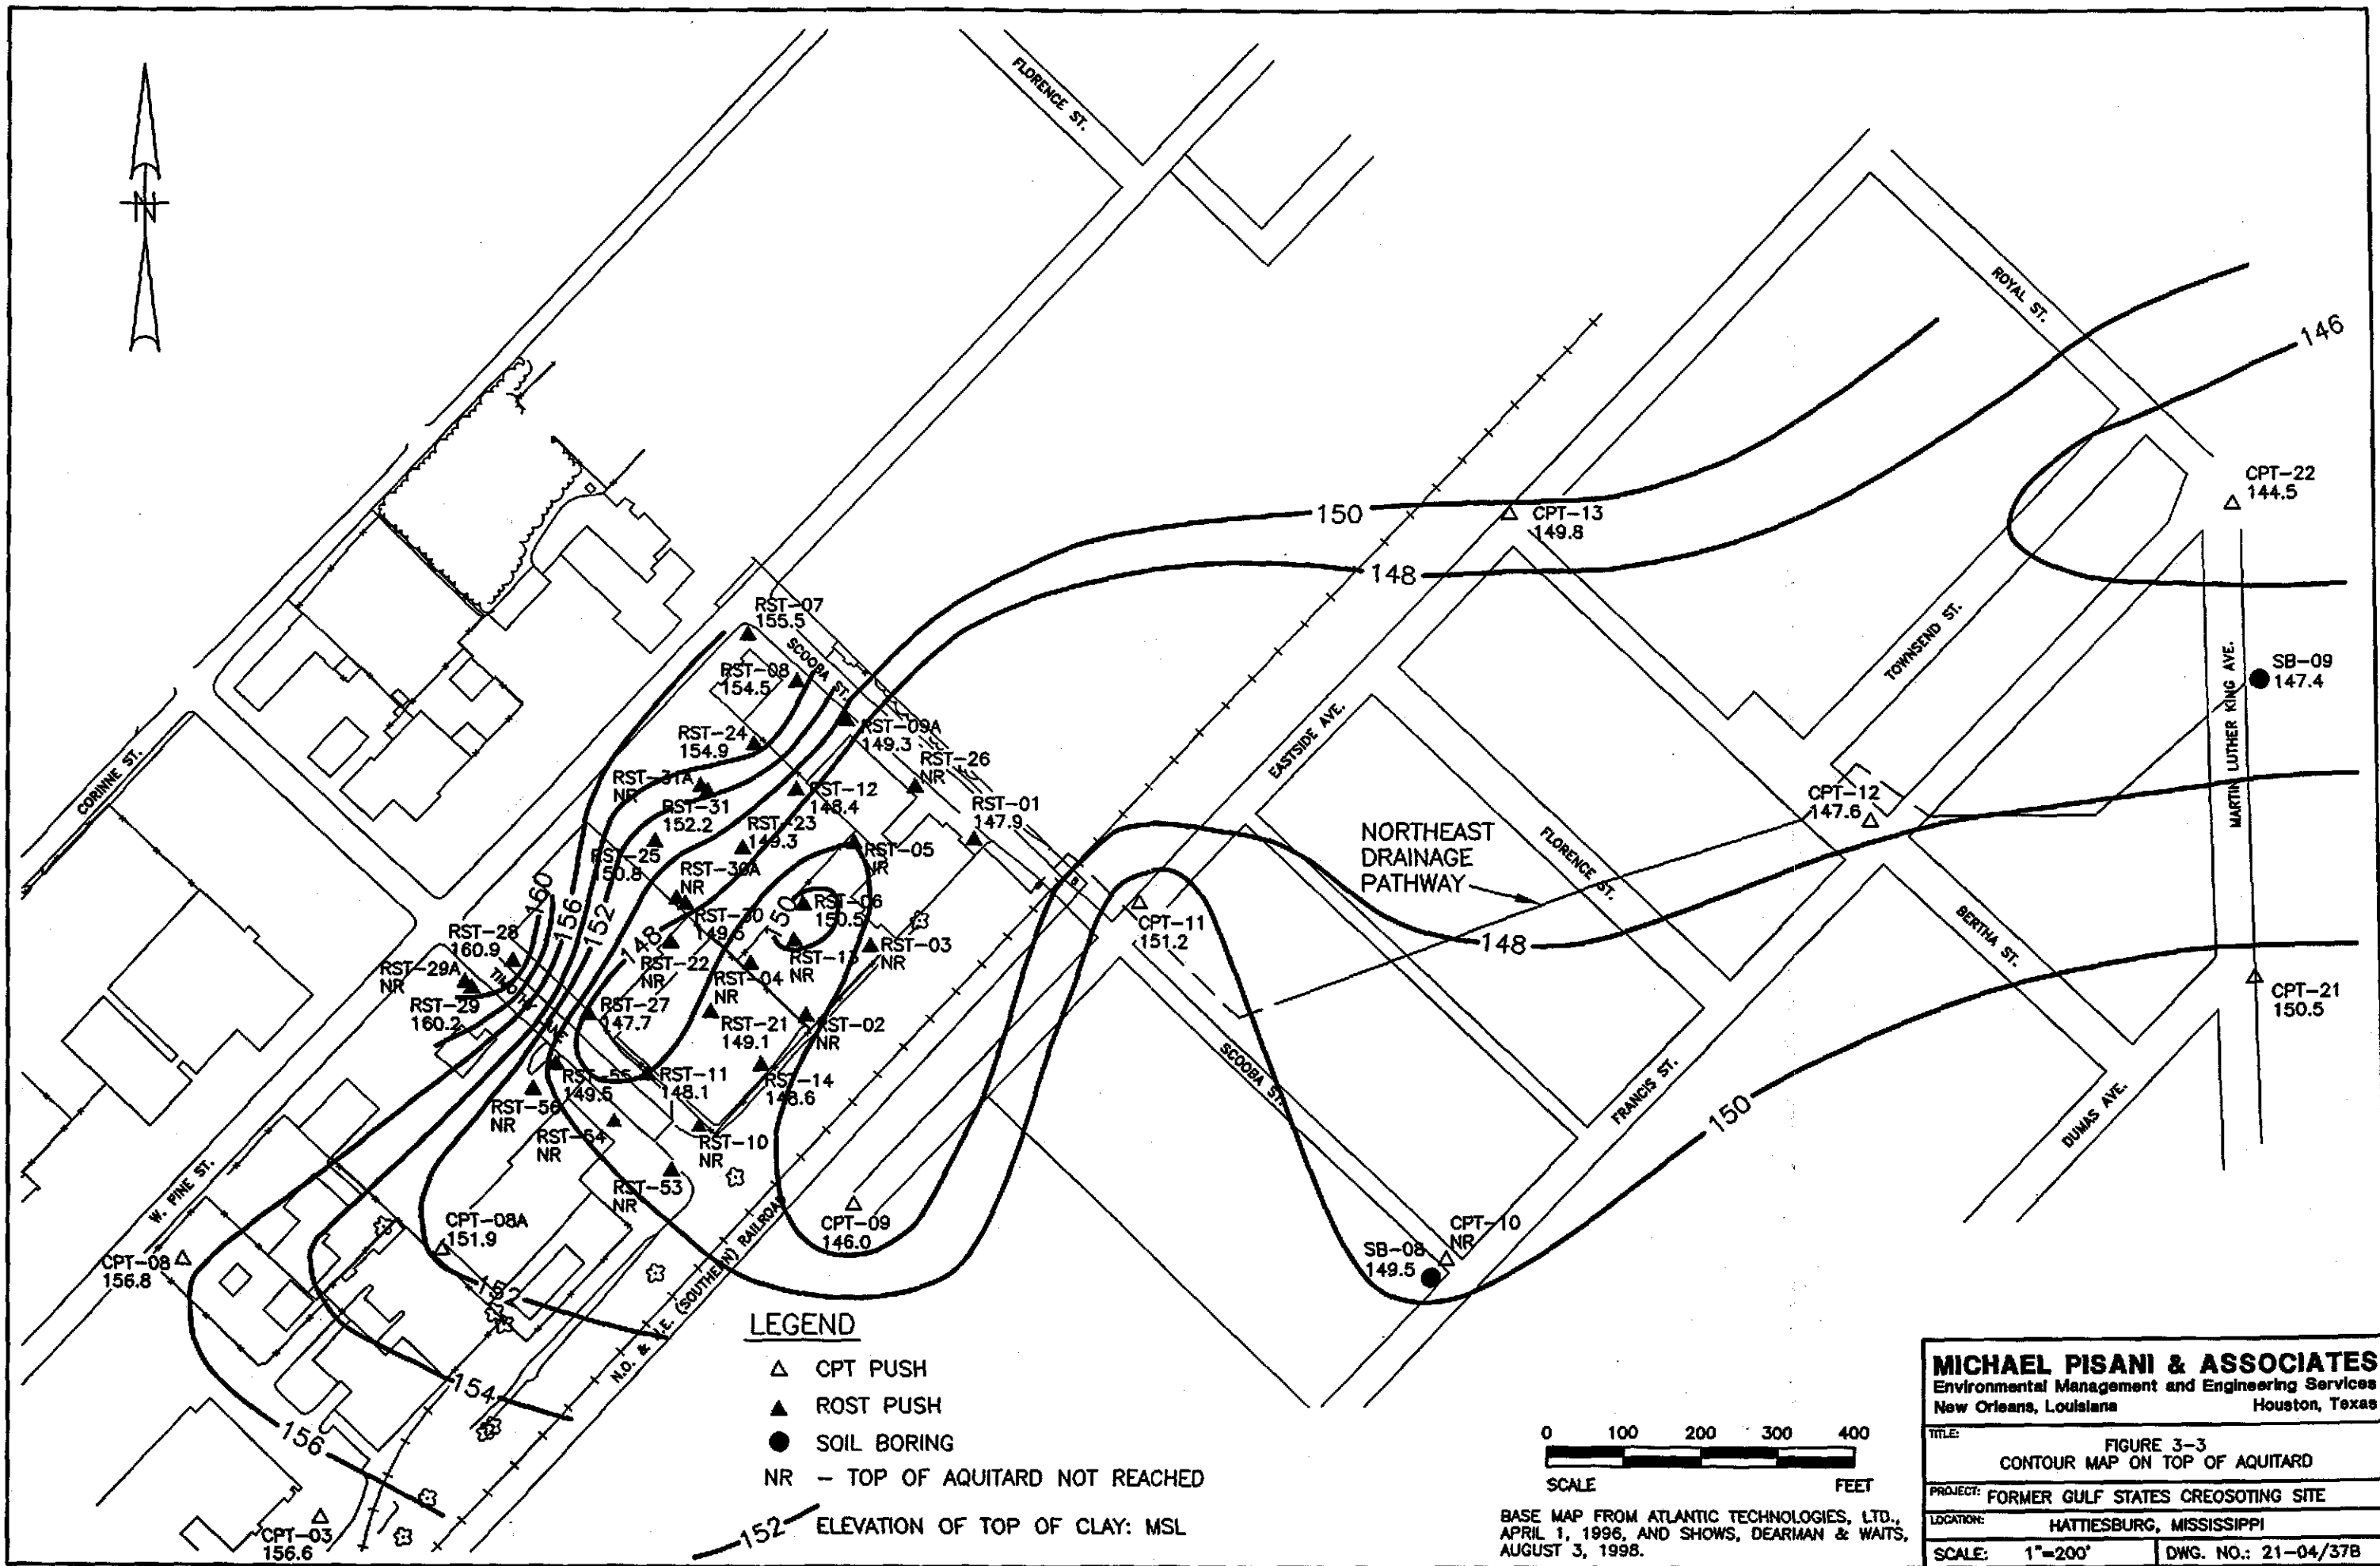 FLORENCE ST.
N
ROYAL ST.
146
CPT-22
144.5
150
CPT-13
149.8
148
RST-07
155.5
SCOOBA ST.
RST-08
154.5
TOWNSEND ST.
MARTIN LUTHER KING AVE.
SB-09
147.4
RST-24
154.9
RST-09A
149.3
EASTSIDE AVE.
CORINNE ST.
RST-26
NR
RST-31A
NR
RST-12
148.4
RST-31
152.2
RST-01
147.9
CPT-12
147.6
RST-23
149.3
RST-25
150.8
RST-05
NR
NORTHEAST
DRAINAGE
PATHWAY
FLORENCE ST.
RST-30A
NR
160
156
152
148
150
RST-06
150.5
RST-30
149.6
CPT-11
151.2
BERTHA ST.
RST-28
160.9
RST-03
NR
148
RST-13
NR
RST-22
NR
RST-29A
NR
RST-04
NR
RST-29
160.2
CPT-21
150.5
RST-27
147.7
RST-21
149.1
RST-02
NR
SCOOBA ST.
FRANCIS ST.
RST-55
149.5
RST-11
148.1
RST-14
148.6
150
DUMAS AVE.
RST-56
NR
RST-54
NR
RST-10
NR
W. PINE ST.
RST-53
NR
CPT-08A
151.9
CPT-09
146.0
CPT-10
NR
SB-08
149.5
CPT-08
156.8
152
N.O. & N.E. (SOUTHERN) RAILROAD
154
156
CPT-03
156.6
LEGEND
CPT PUSH
ROST PUSH
SOIL BORING
NR – TOP OF AQUITARD NOT REACHED
152 ELEVATION OF TOP OF CLAY: MSL
0 100 200 300 400
SCALE FEET
BASE MAP FROM ATLANTIC TECHNOLOGIES, LTD.,
APRIL 1, 1996, AND SHOWS, DEARMAN & WAITS,
AUGUST 3, 1998.
MICHAEL PISANI & ASSOCIATES
Environmental Management and Engineering Services
New Orleans, Louisiana Houston, Texas
TITLE:
FIGURE 3-3
CONTOUR MAP ON TOP OF AQUITARD
PROJECT: FORMER GULF STATES CREOSOTING SITE
LOCATION: HATTIESBURG, MISSISSIPPI
SCALE: 1"=200' DWG. NO.: 21-04/37B